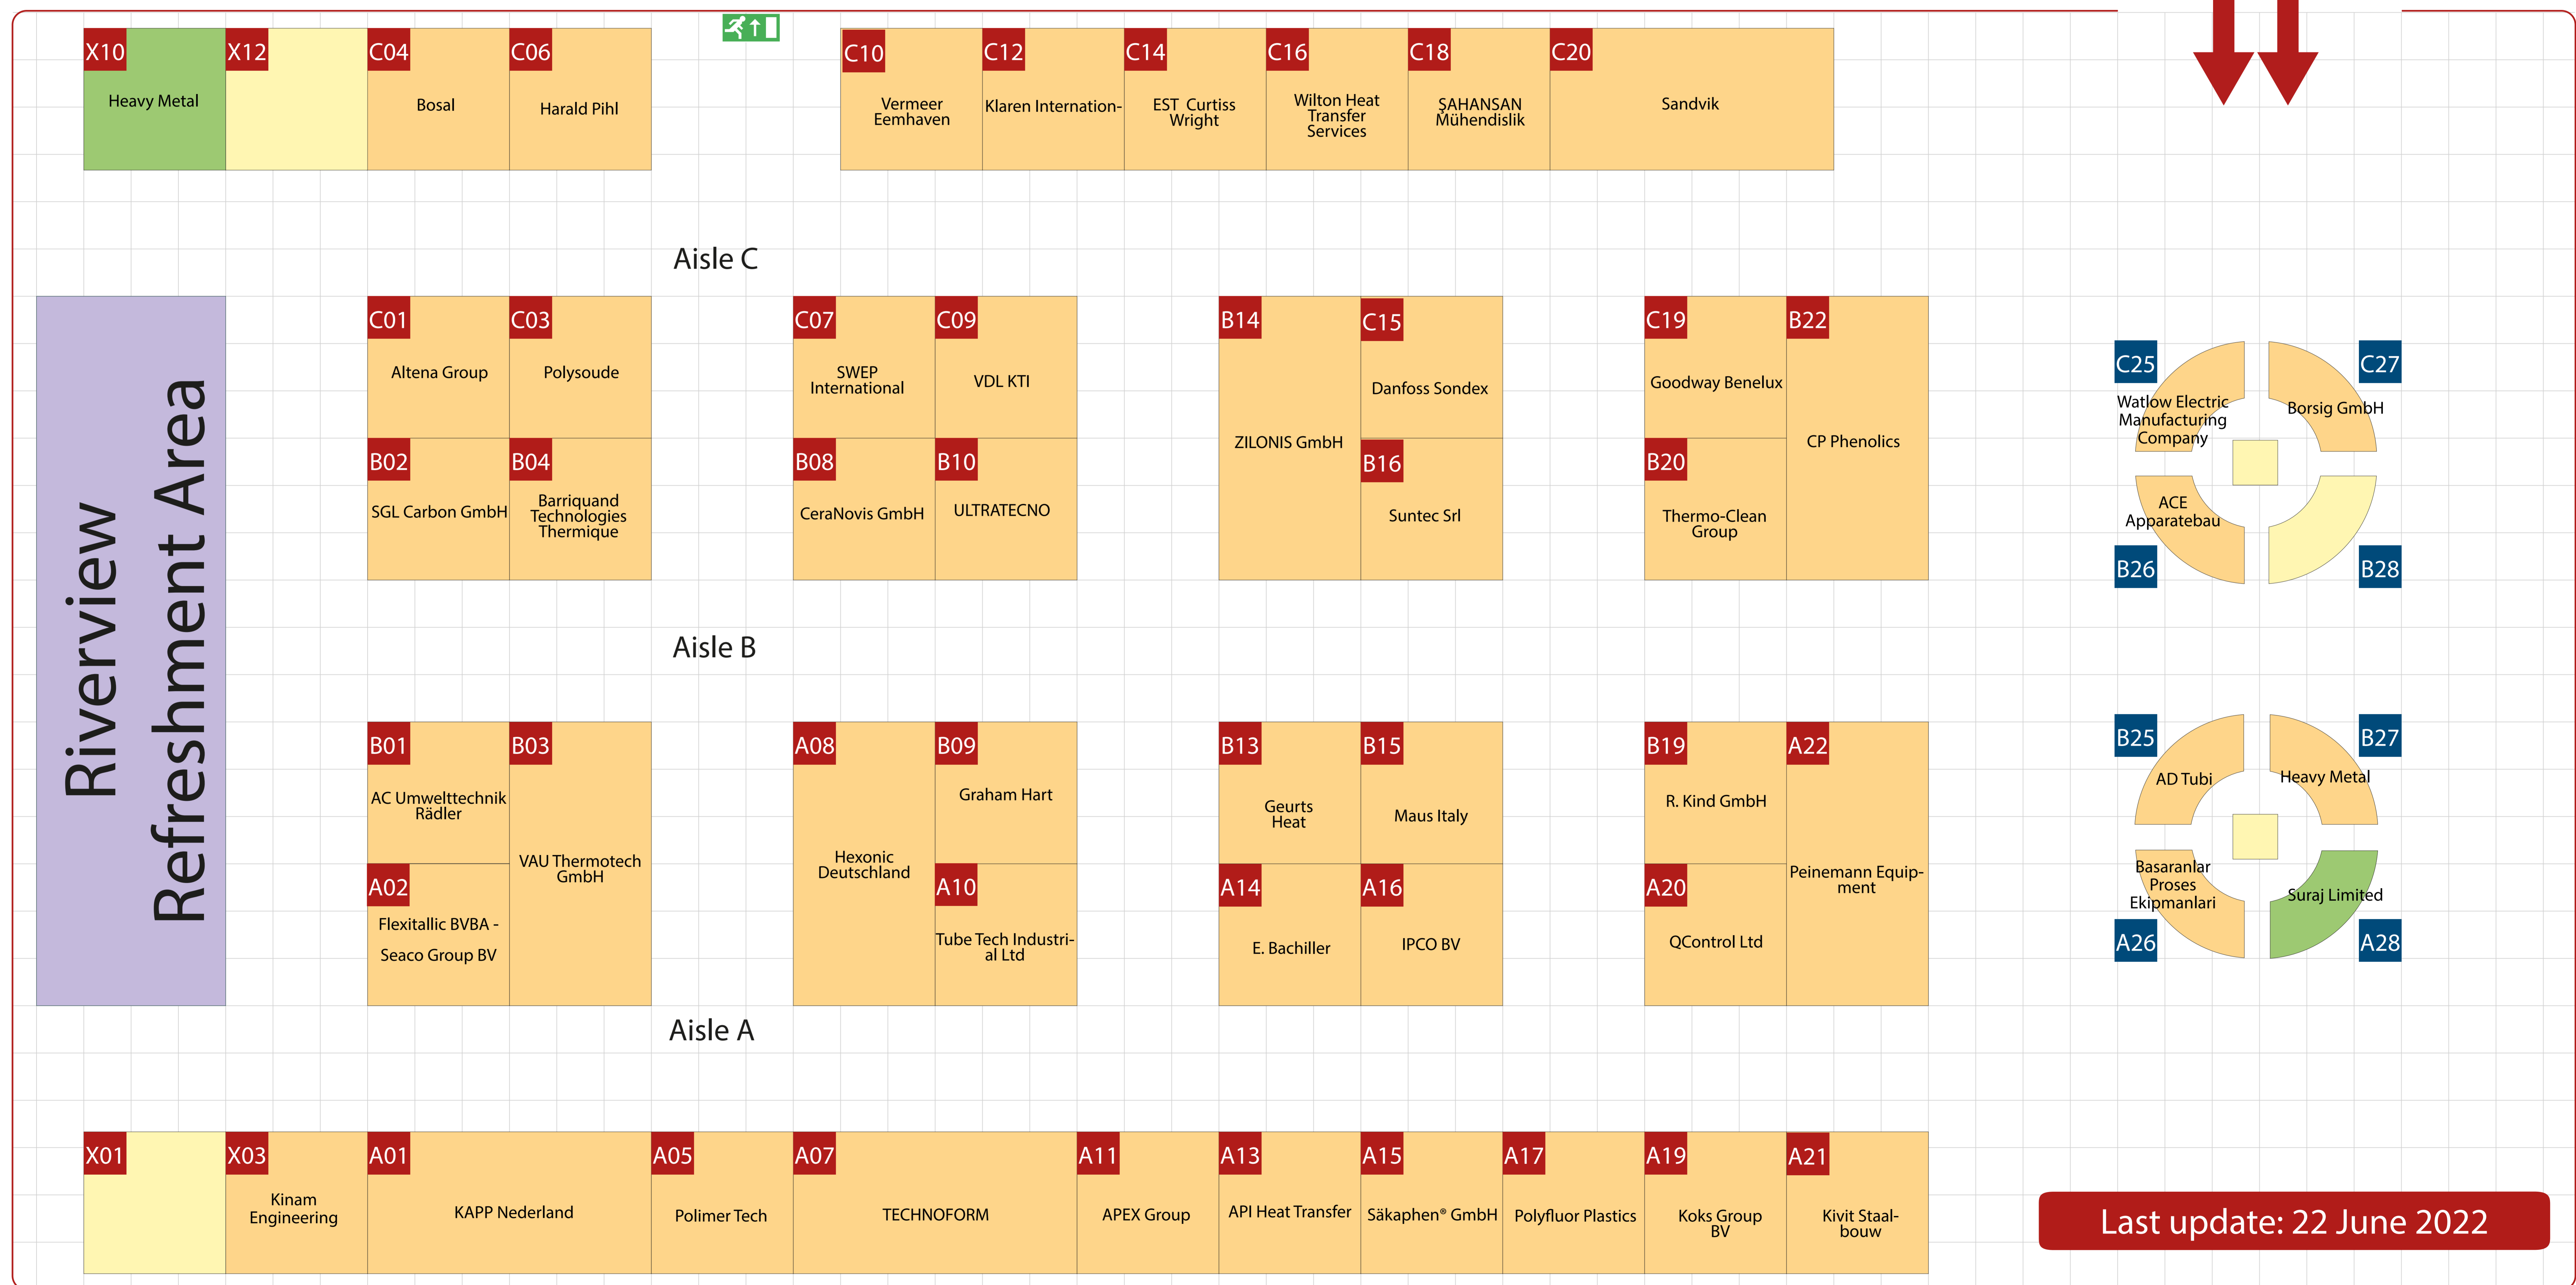 X10
Heavy Metal
X12
C04
Bosal
C06
Harald Pihl
C10
Vermeer
Eemhaven
C12
Klaren Internation-
C14
EST Curtiss
Wright
C16
Wilton Heat
Transfer
Services
C18
ŞAHANSAN
Mühendislik
C20
Sandvik
Aisle C
Riverview
Refreshment Area
C01
Altena Group
C03
Polysoude
B02
SGL Carbon GmbH
B04
Barriquand
Technologies
Thermique
C07
SWEP
International
C09
VDL KTI
B08
CeraNovis GmbH
B10
ULTRATECNO
B14
ZILONIS GmbH
C15
Danfoss Sondex
B16
Suntec Srl
C19
Goodway Benelux
B20
Thermo-Clean
Group
B22
CP Phenolics
C25
Watlow Electric
Manufacturing
Company
C27
Borsig GmbH
ACE
Apparatebau
B26
B28
Aisle B
B01
AC Umwelttechnik
Rädler
B03
VAU Thermotech
GmbH
A02
Flexitallic BVBA -
Seaco Group BV
A08
Hexonic
Deutschland
B09
Graham Hart
A10
Tube Tech Industri-
al Ltd
B13
Geurts
Heat
B15
Maus Italy
A14
E. Bachiller
A16
IPCO BV
B19
R. Kind GmbH
A20
QControl Ltd
A22
Peinemann Equip-
ment
B25
AD Tubi
B27
Heavy Metal
Basaranlar
Proses
Ekipmanlari
A26
Suraj Limited
A28
Aisle A
X01
X03
Kinam
Engineering
A01
KAPP Nederland
A05
Polimer Tech
A07
TECHNOFORM
A11
APEX Group
A13
API Heat Transfer
A15
Säkaphen® GmbH
A17
Polyfluor Plastics
A19
Koks Group
BV
A21
Kivit Staal-
bouw
Last update: 22 June 2022